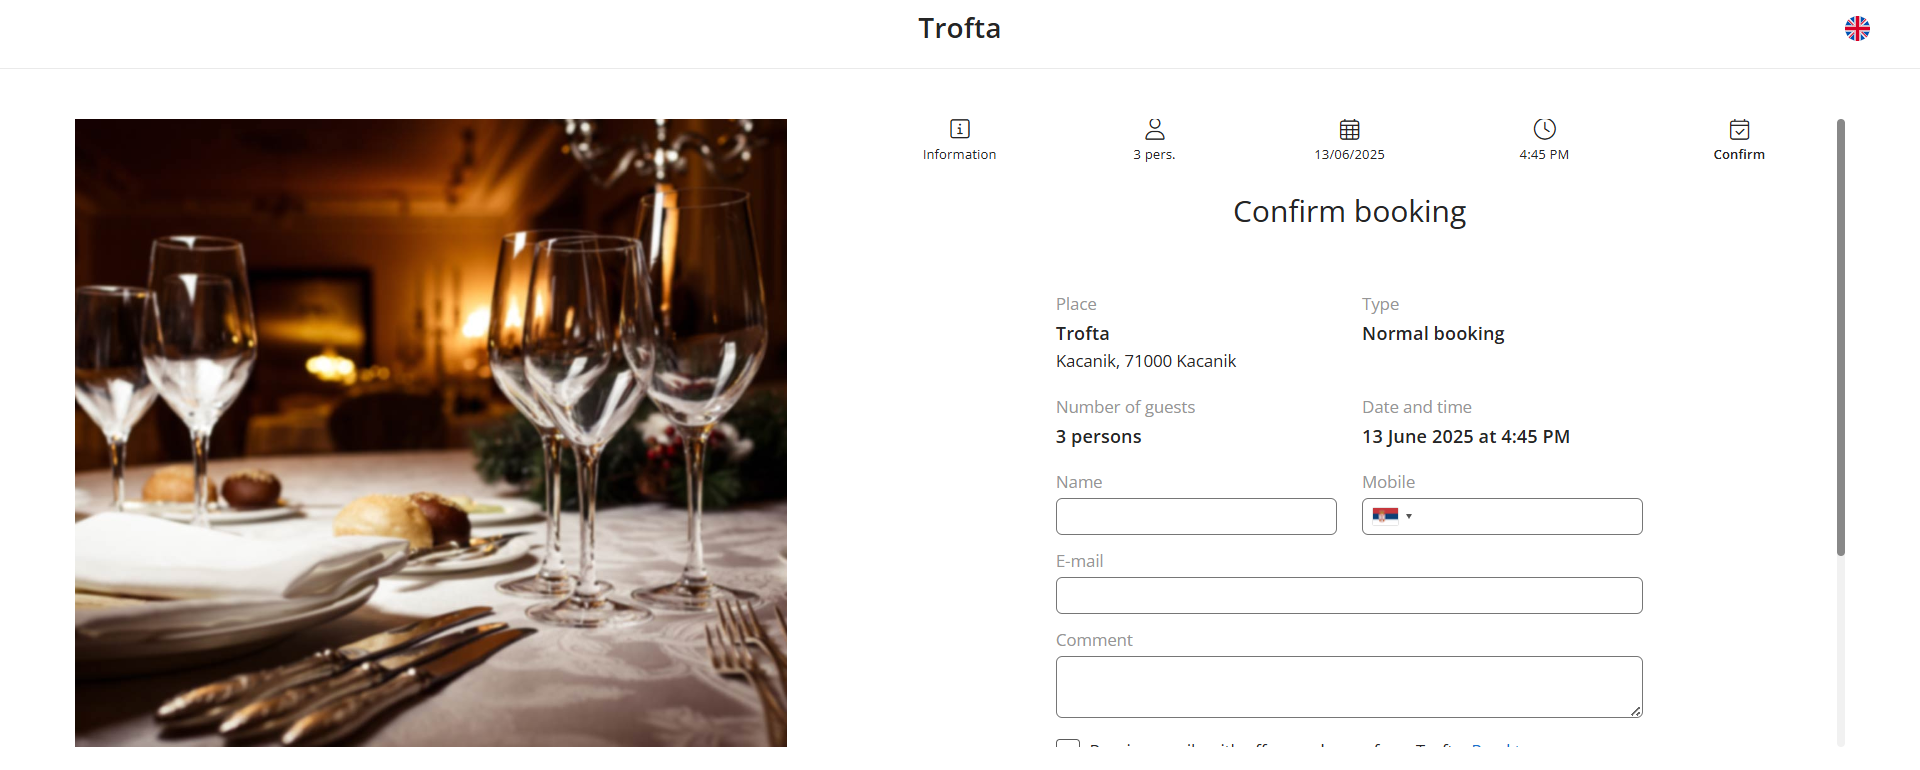 Trofta
Information
3 pers.
13/06/2025
4:45 PM
Confirm
Confirm booking
Place
Type
Trofta
Normal booking
Kacanik, 71000 Kacanik
Number of guests
Date and time
3 persons
13 June 2025 at 4:45 PM
Name
Mobile
E-mail
Comment